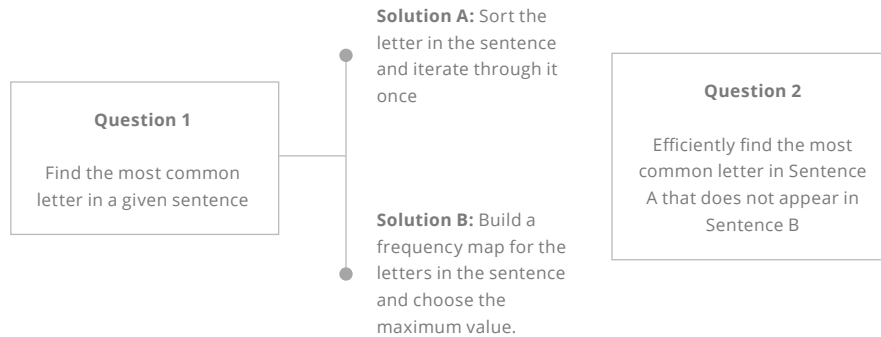 Question 1
Find the most common
letter in a given sentence
Solution A: Sort the
letter in the sentence
and iterate through it
once
Solution B: Build a
frequency map for the
letters in the sentence
and choose the
maximum value.
Question 2
Efficiently find the most
common letter in Sentence
A that does not appear in
Sentence B